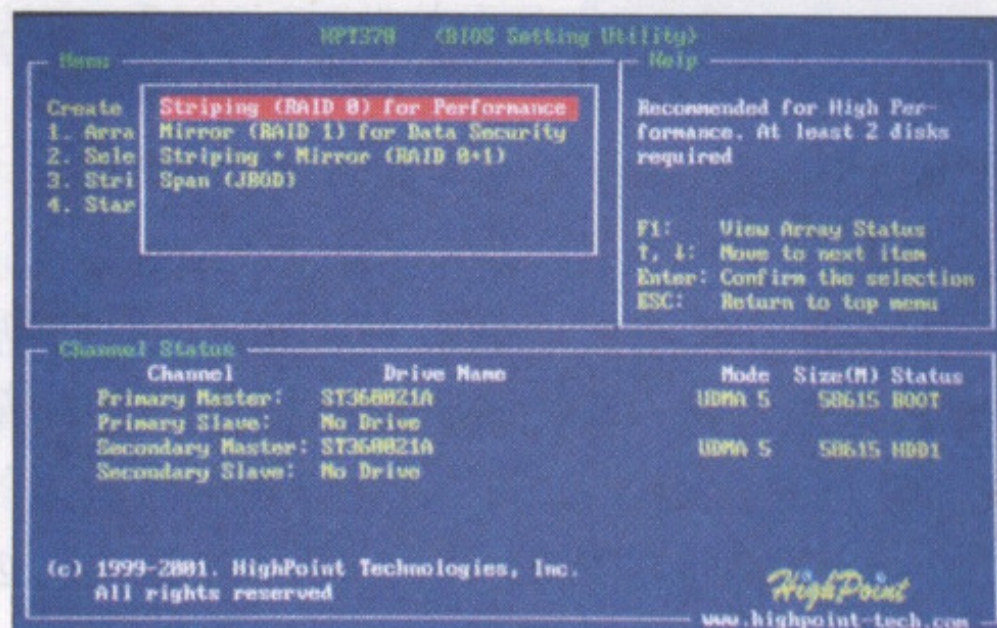 HPT370 (BIOS Setting Utility)
Menu
Create
1. Arra
2. Sele
3. Stri
4. Star
Striping (RAID 0) for Performance
Mirror (RAID 1) for Data Security
Striping + Mirror (RAID 0+1)
Span (JBOD)
Help
Recommended for High Per-
formance. At least 2 disks
required
F1: View Array Status
↑, ↓: Move to next item
Enter: Confirm the selection
ESC: Return to top menu
Channel Status
Channel Drive Name Mode Size(M) Status
Primary Master: ST360021A UDMA 5 58615 BOOT
Primary Slave: No Drive
Secondary Master: ST360021A UDMA 5 58615 HDD1
Secondary Slave: No Drive
(c) 1999-2001. HighPoint Technologies, Inc.
All rights reserved
HighPoint
www.highpoint-tech.com